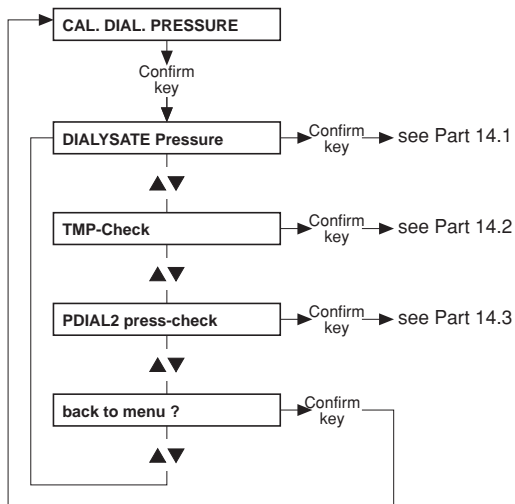 CAL. DIAL. PRESSURE
Confirm
key
DIALYSATE Pressure
Confirm
key
see Part 14.1
▲▼
TMP-Check
Confirm
key
see Part 14.2
▲▼
PDIAL2 press-check
Confirm
key
see Part 14.3
▲▼
back to menu ?
Confirm
key
▲▼